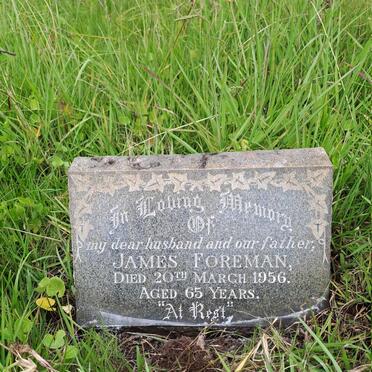 In Loving Memory
Of
my dear husband and our father,
JAMES FOREMAN,
DIED 20TH MARCH 1956.
AGED 65 YEARS.
"At Rest"